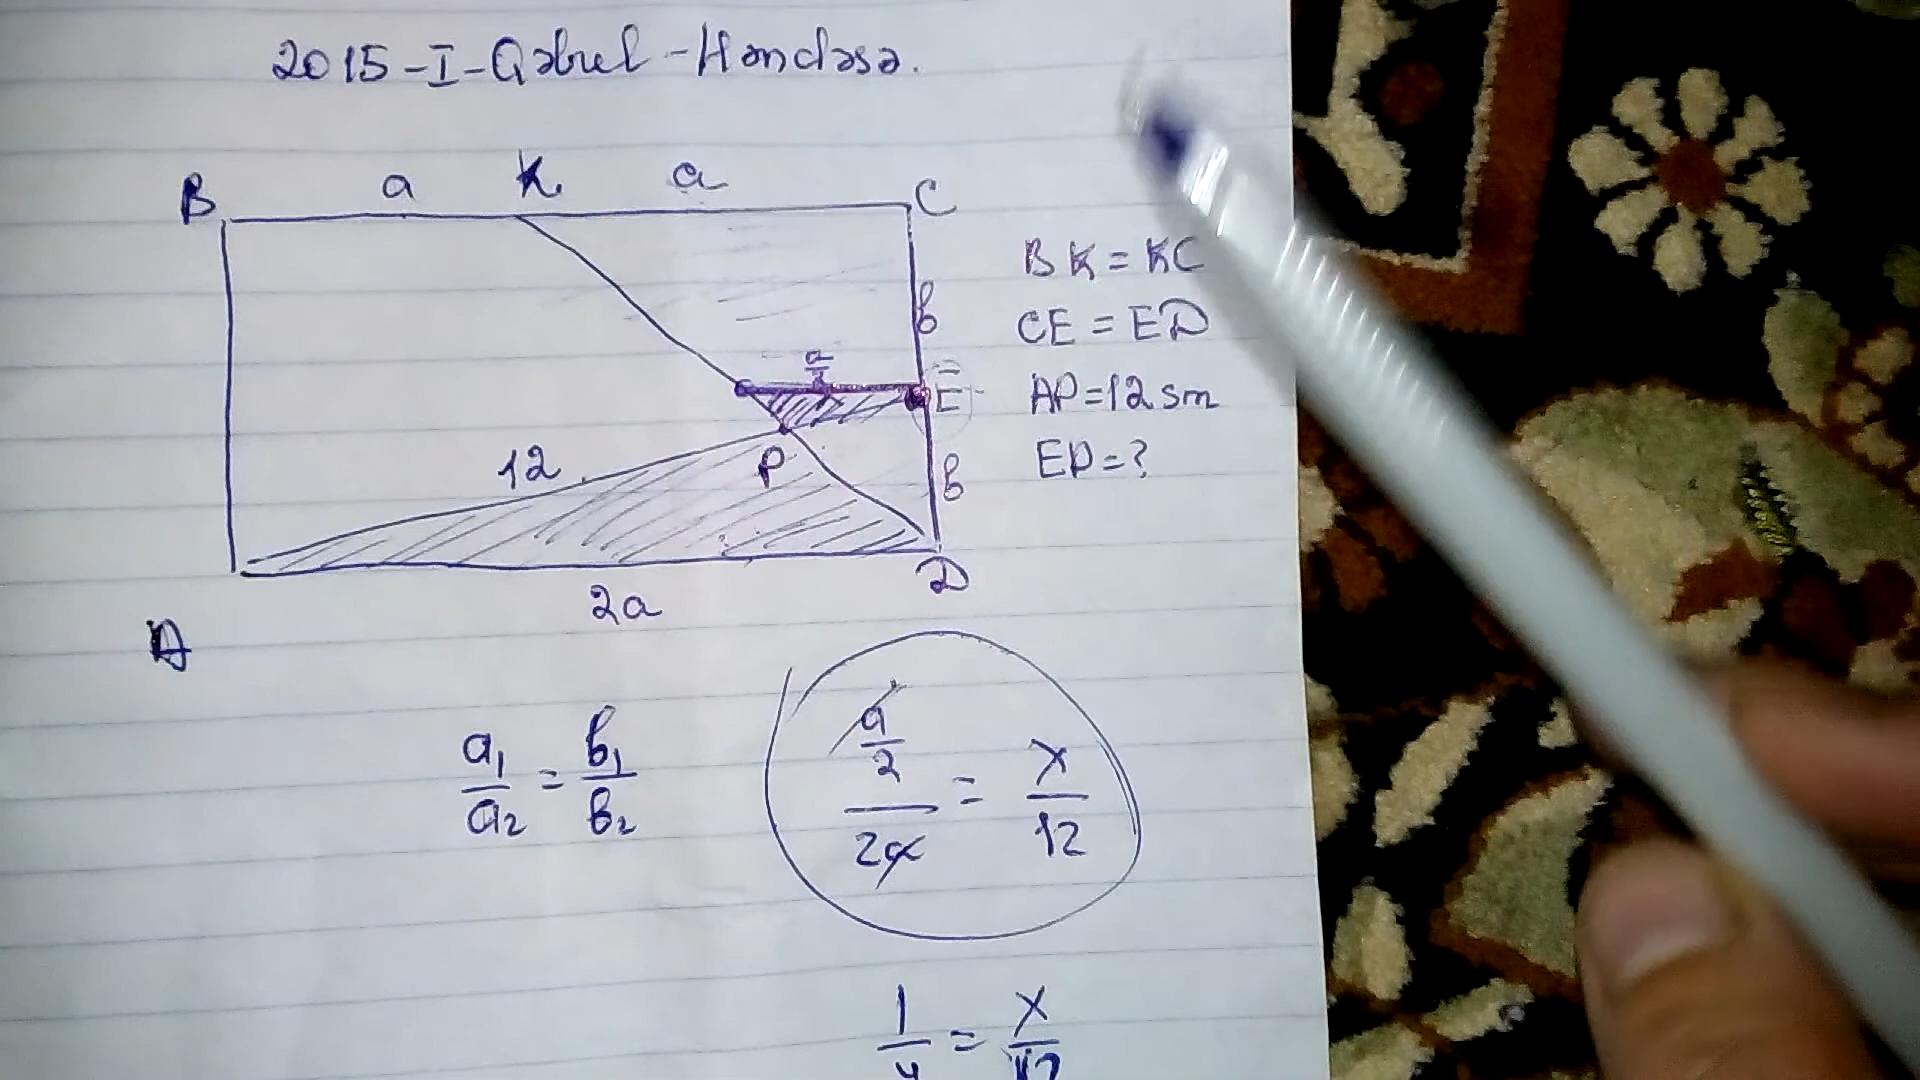 2015-I-Qəbul-Həndəsə.
B a K a C
BK = KC
b
CE = ED
a/2
E
AP=12 sm
12
P
b
EP=?
D
2a
A
a₁/a₂ = b₁/b₂
a/2 / 2a = x/12
1/4 = x/12